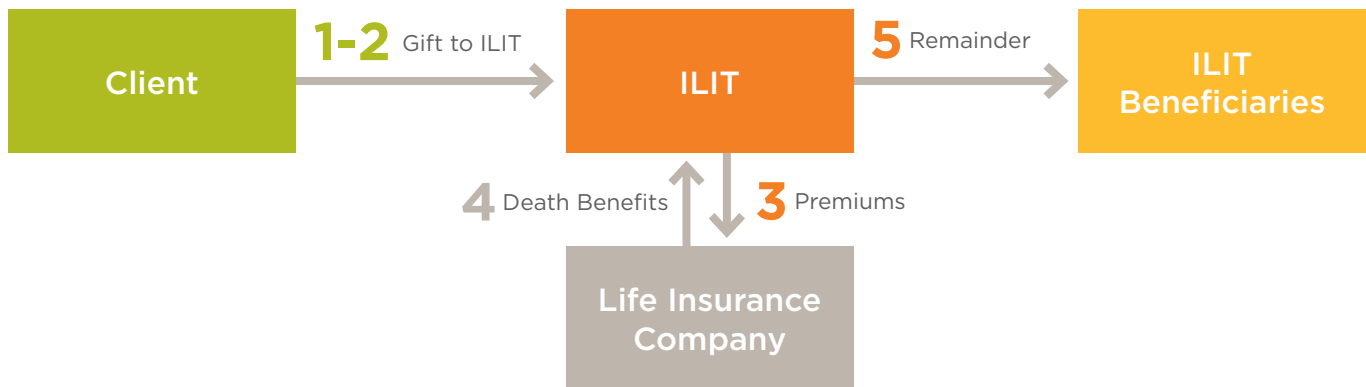 Client
1-2 Gift to ILIT
ILIT
5 Remainder
ILIT
Beneficiaries
4 Death Benefits
3 Premiums
Life Insurance
Company